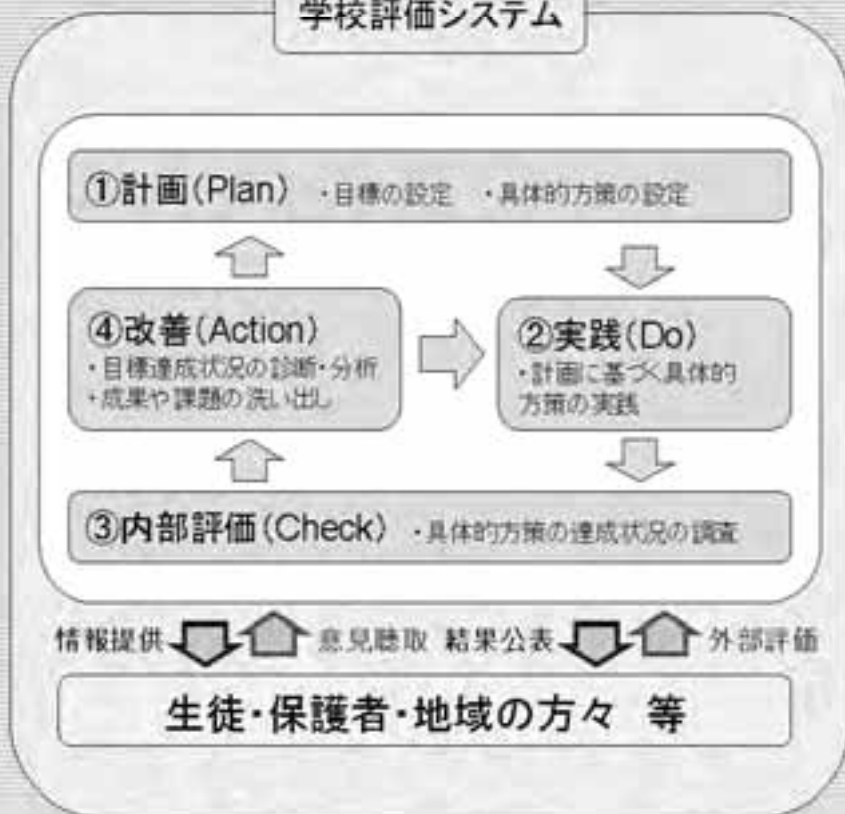 学校評価システム
①計画(Plan) ・目標の設定 ・具体的方策の設定
④改善(Action)
・目標達成状況の診断・分析
・成果や課題の洗い出し
②実践(Do)
・計画に基づく具体的
方策の実践
③内部評価(Check) ・具体的方策の達成状況の調査
情報提供 意見聴取 結果公表 外部評価
生徒・保護者・地域の方々 等